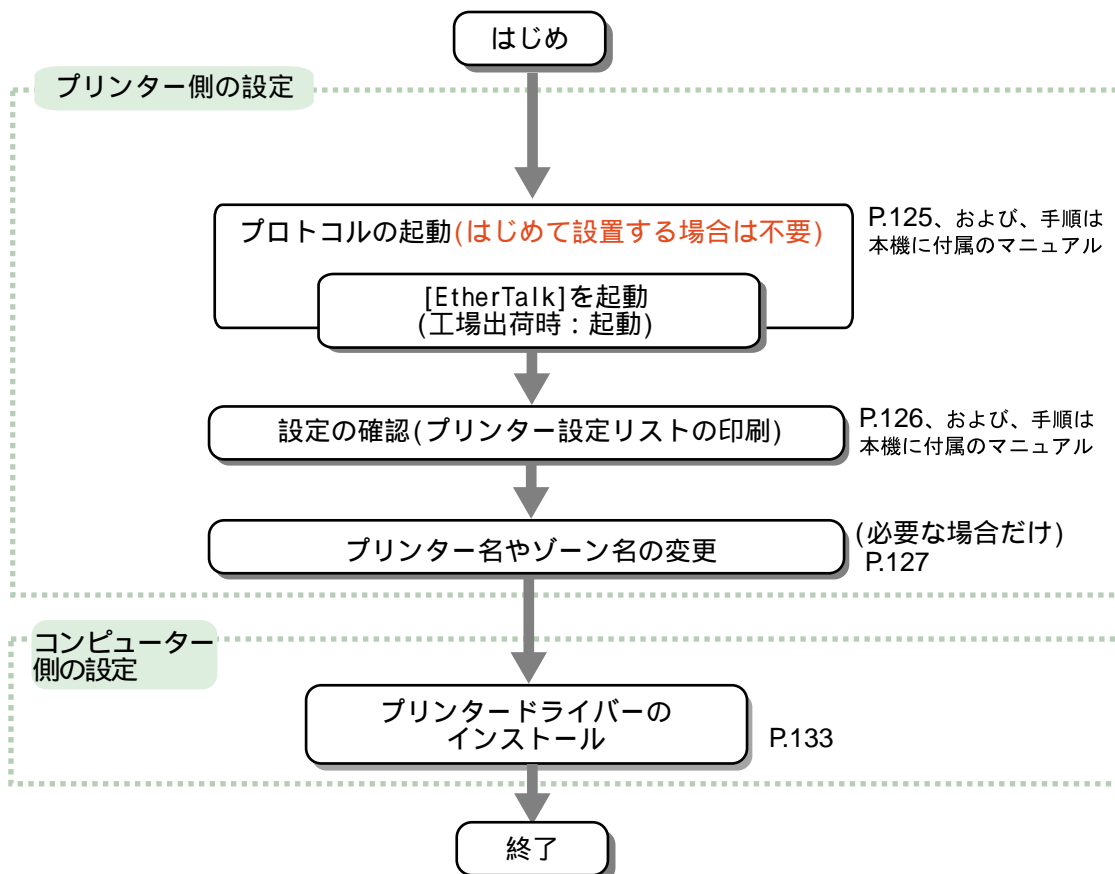 はじめ
プリンター側の設定
プロトコルの起動(はじめて設置する場合は不要)
P.125、および、手順は
本機に付属のマニュアル
[EtherTalk]を起動
(工場出荷時：起動)
設定の確認(プリンター設定リストの印刷)
P.126、および、手順は
本機に付属のマニュアル
プリンター名やゾーン名の変更
(必要な場合だけ)
P.127
コンピューター
側の設定
プリンタードライバーの
インストール
P.133
終了